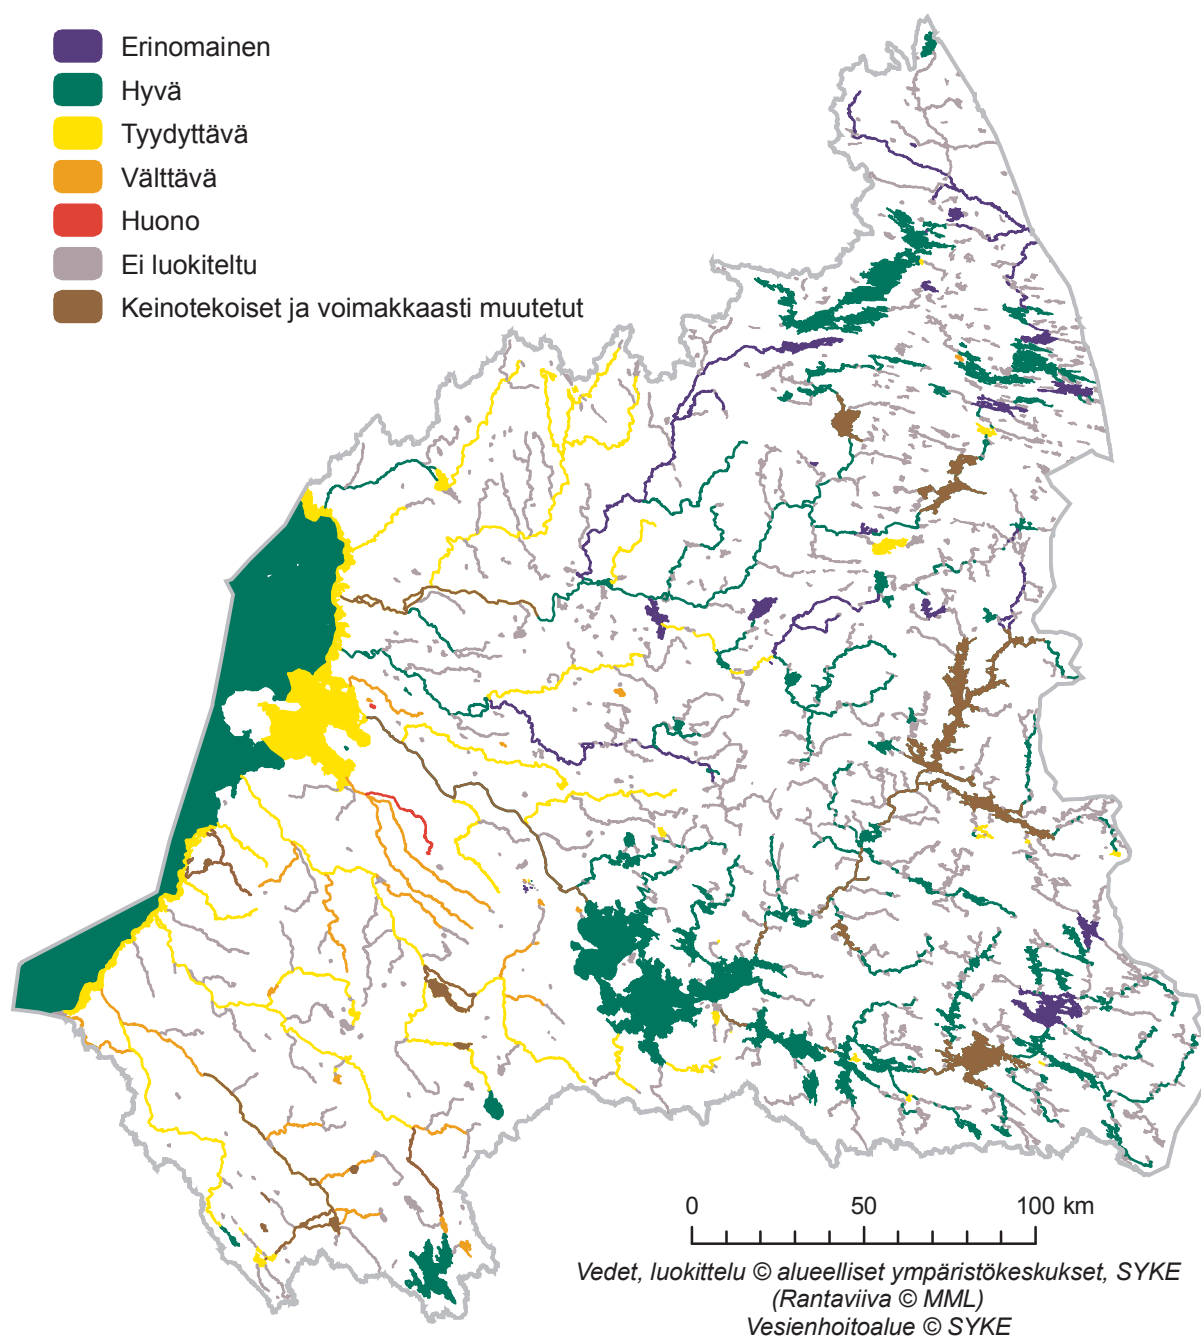 Erinomainen
Hyvä
Tyydyttävä
Välttävä
Huono
Ei luokiteltu
Keinotekoiset ja voimakkaasti muutetut
0 50 100 km
Vedet, luokittelu © alueelliset ympäristökeskukset, SYKE
(Rantaviiva © MML)
Vesienhoitoalue © SYKE